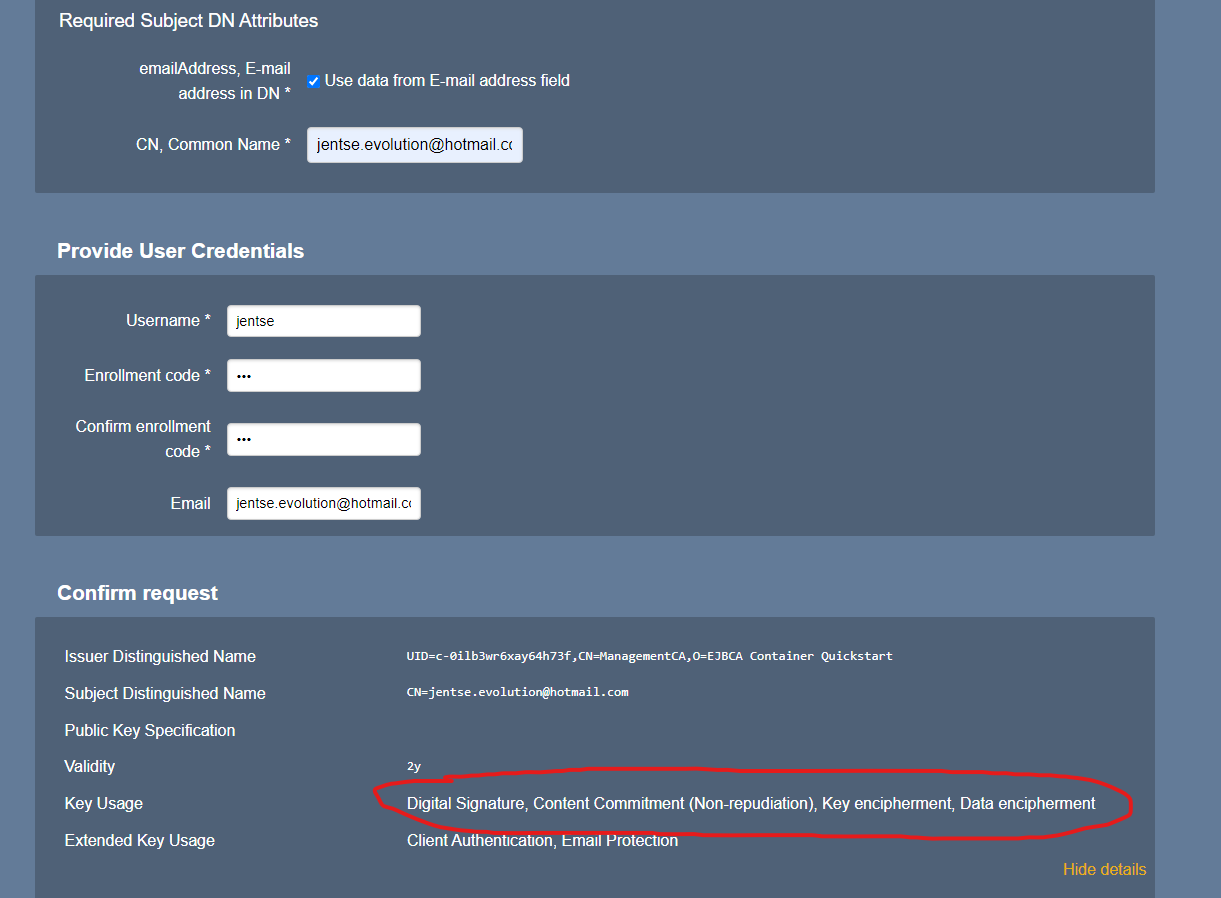 Required Subject DN Attributes
emailAddress, E-mail
address in DN *
Use data from E-mail address field
CN, Common Name *
jentse.evolution@hotmail.cc
Provide User Credentials
Username *
jentse
Enrollment code *
•••
Confirm enrollment
code *
•••
Email
jentse.evolution@hotmail.cc
Confirm request
Issuer Distinguished Name
UID=c-0ilb3wr6xay64h73f,CN=ManagementCA,O=EJBCA Container Quickstart
Subject Distinguished Name
CN=jentse.evolution@hotmail.com
Public Key Specification
Validity
2y
Key Usage
Digital Signature, Content Commitment (Non-repudiation), Key encipherment, Data encipherment
Extended Key Usage
Client Authentication, Email Protection
Hide details